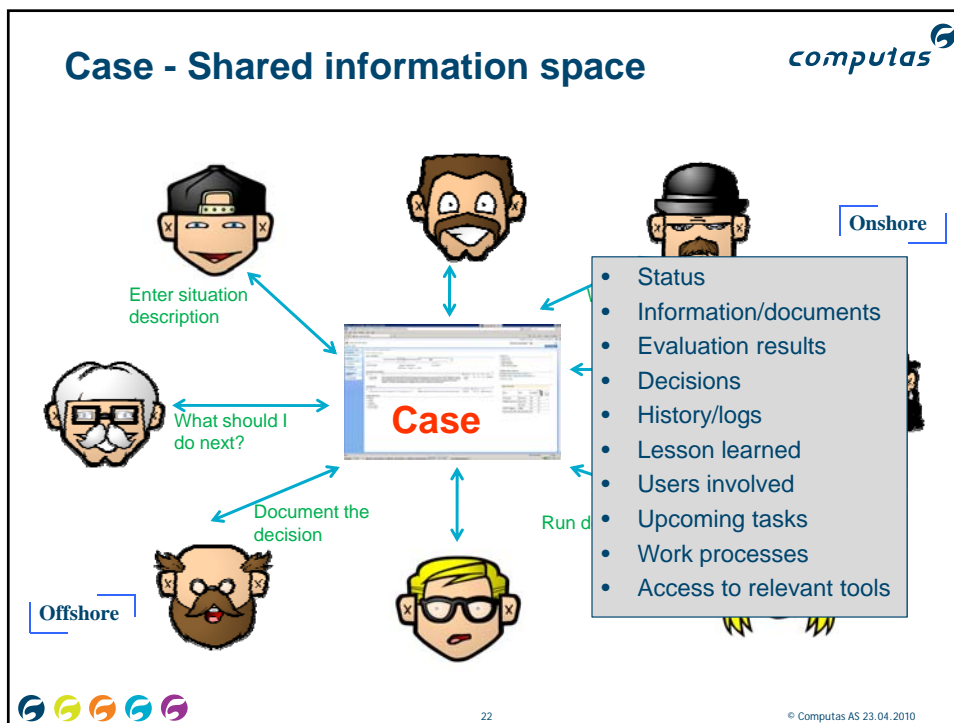 Case - Shared information space
computas
Onshore
Enter situation
description
What should I
do next?
Document the
decision
Offshore
Case
Run
• Status
• Information/documents
• Evaluation results
• Decisions
• History/logs
• Lesson learned
• Users involved
• Upcoming tasks
• Work processes
• Access to relevant tools
22
© Computas AS 23.04.2010